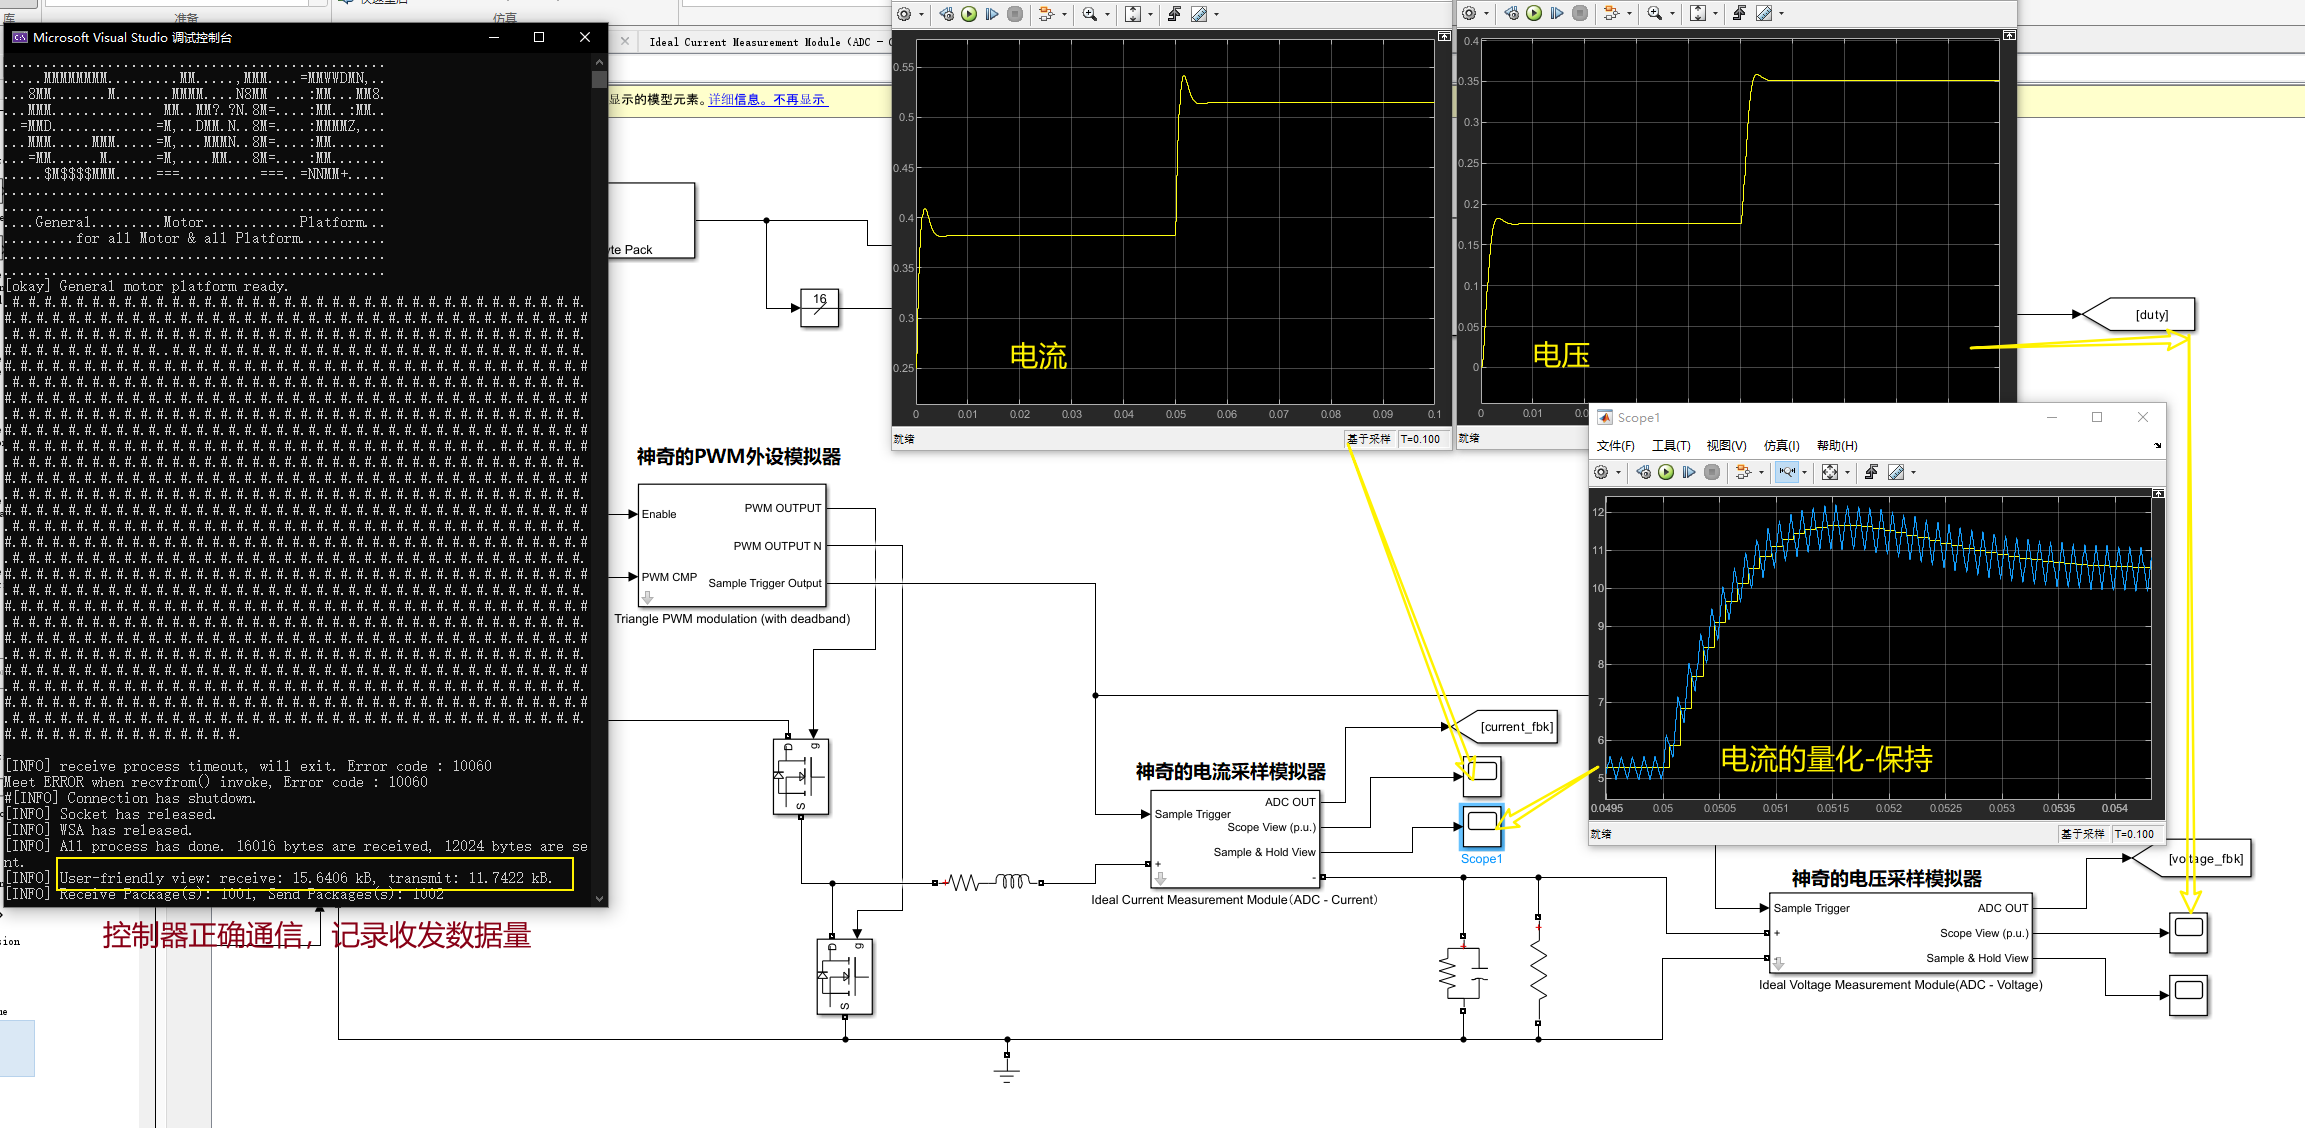 库
准备
仿真
Microsoft Visual Studio 调试控制台
..............................................
.....MMMMMMMM.........MM.....,MMM....=MMWWDMN,..
...8MM.......M.......MMMM....N8MM.....:MM...MM8.
...MMM..............MM..MM?.?N.8M=....:MM..:MM..
..=MMD.............=M,..DMM.N..8M=....:MMMMZ,...
...MMM.....MMM.....=M,...MMMN..8M=....:MM.......
...=MM......M......=M,....MM...8M=....:MM.......
.....$M$$$$MMM.....===..........===..=NNMM+.....
....General.........Motor............Platform...
.........for all Motor & all Platform...........
[okay] General motor platform ready.
[INFO] receive process timeout, will exit. Error code : 10060
Meet ERROR when recvfrom() invoke, Error code : 10060
#[INFO] Connection has shutdown.
[INFO] Socket has released.
[INFO] WSA has released.
[INFO] All process has done. 16016 bytes are received, 12024 bytes are se
nt.
[INFO] User-friendly view: receive: 15.6406 kB, transmit: 11.7422 kB.
[INFO] Receive Package(s): 1001, Send Packages(s): 1002
控制器正确通信，记录收发数据量
Ideal Current Measurement Module (ADC - C
显示的模型元素。详细信息。不再显示
te Pack
16
0.55
0.5
0.45
0.4
0.35
0.3
0.25
电流
0 0.01 0.02 0.03 0.04 0.05 0.06 0.07 0.08 0.09 0.1
就绪
基于采样 T=0.100
0.4
0.35
0.3
0.25
0.2
0.15
0.1
0.05
0
电压
0 0.01
就绪
[duty]
Scope1
文件(F) 工具(T) 视图(V) 仿真(I) 帮助(H)
12
11
10
9
8
7
6
5
电流的量化-保持
0.0495 0.05 0.0505 0.051 0.0515 0.052 0.0525 0.053 0.0535 0.054
就绪
基于采样 T=0.100
神奇的PWM外设模拟器
Enable
PWM CMP
PWM OUTPUT
PWM OUTPUT N
Sample Trigger Output
Triangle PWM modulation (with deadband)
D
g
S
D
g
S
神奇的电流采样模拟器
Sample Trigger
+
ADC OUT
Scope View (p.u.)
Sample & Hold View
-
Ideal Current Measurement Module(ADC - Current)
[current_fbk]
Scope1
神奇的电压采样模拟器
Sample Trigger
+
ADC OUT
Scope View (p.u.)
Sample & Hold View
Ideal Voltage Measurement Module(ADC - Voltage)
[voltage_fbk]
sion
ue